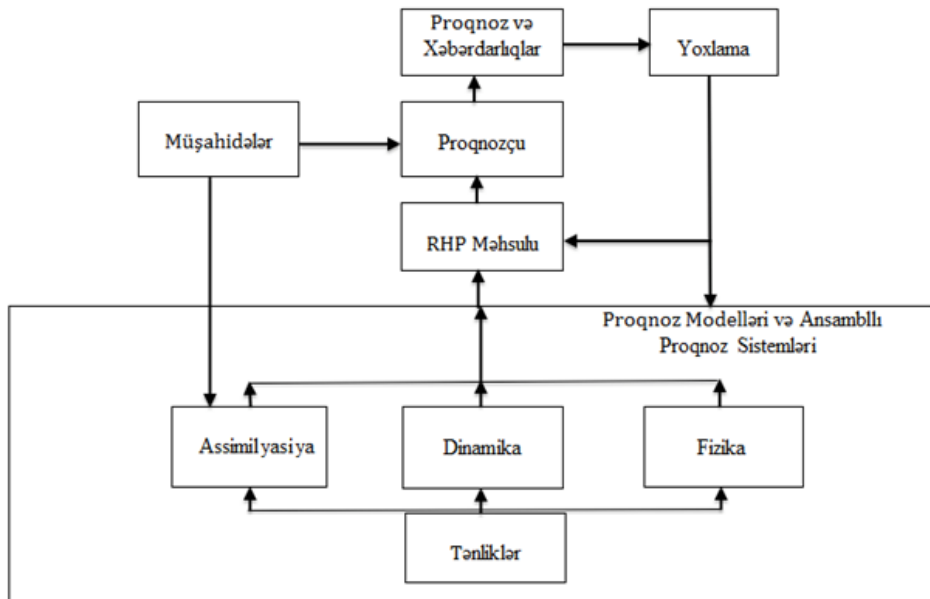 Proqnoz və
Xəbərdarlıqlar
Yoxlama
Müşahidələr
Proqnozçu
RHP Məhsulu
Proqnoz Modelləri və Ansambllı
Proqnoz Sistemləri
Assimilyasiya
Dinamika
Fizika
Tənliklər